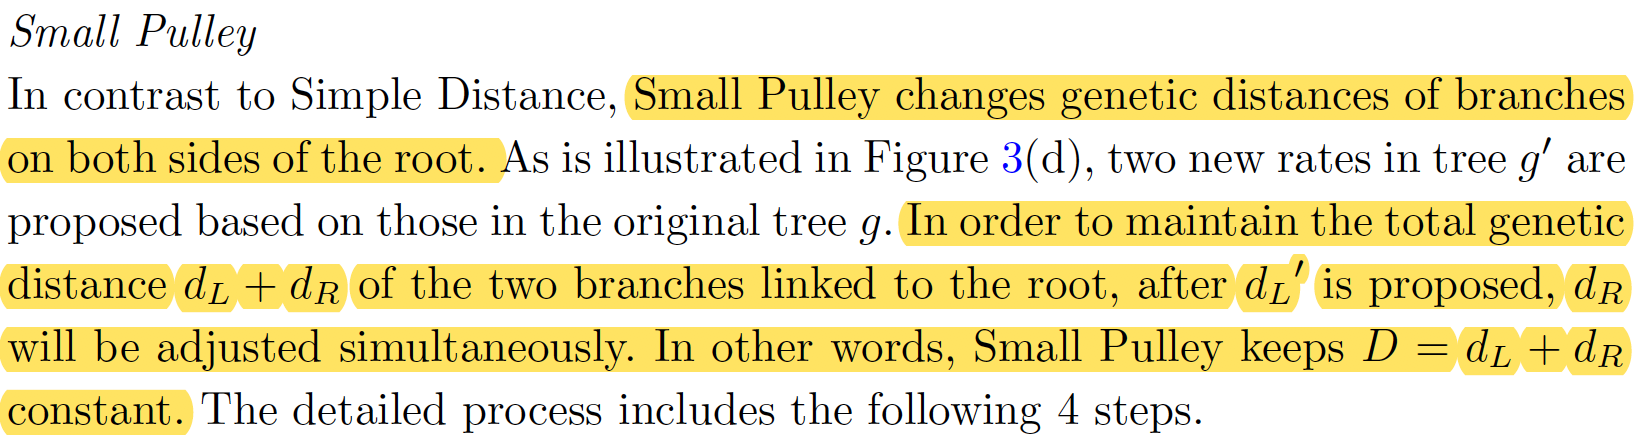 Small Pulley
In contrast to Simple Distance, Small Pulley changes genetic distances of branches
on both sides of the root. As is illustrated in Figure 3(d), two new rates in tree g′ are
proposed based on those in the original tree g. In order to maintain the total genetic
distance d_L + d_R of the two branches linked to the root, after d_L′ is proposed, d_R
will be adjusted simultaneously. In other words, Small Pulley keeps D = d_L + d_R
constant. The detailed process includes the following 4 steps.